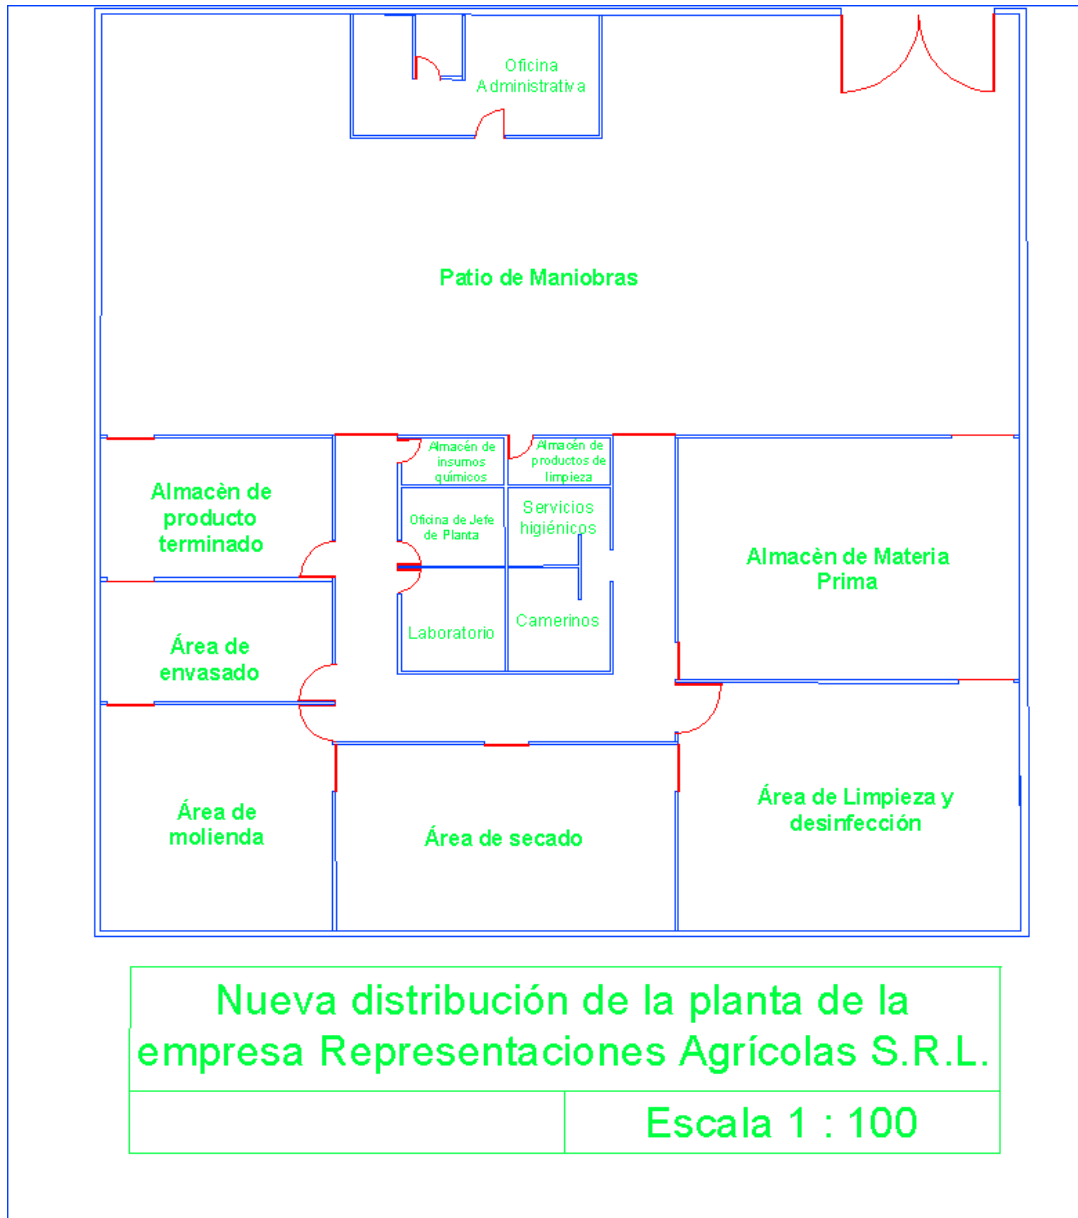 Oficina
Administrativa
Patio de Maniobras
Almacén de
insumos
químicos
Almacén de
productos de
limpieza
Almacèn de
producto
terminado
Oficina de Jefe
de Planta
Servicios
higiénicos
Almacèn de Materia
Prima
Área de
envasado
Laboratorio
Camerinos
Área de
molienda
Área de secado
Área de Limpieza y
desinfección
Nueva distribución de la planta de la
empresa Representaciones Agrícolas S.R.L.
Escala 1 : 100